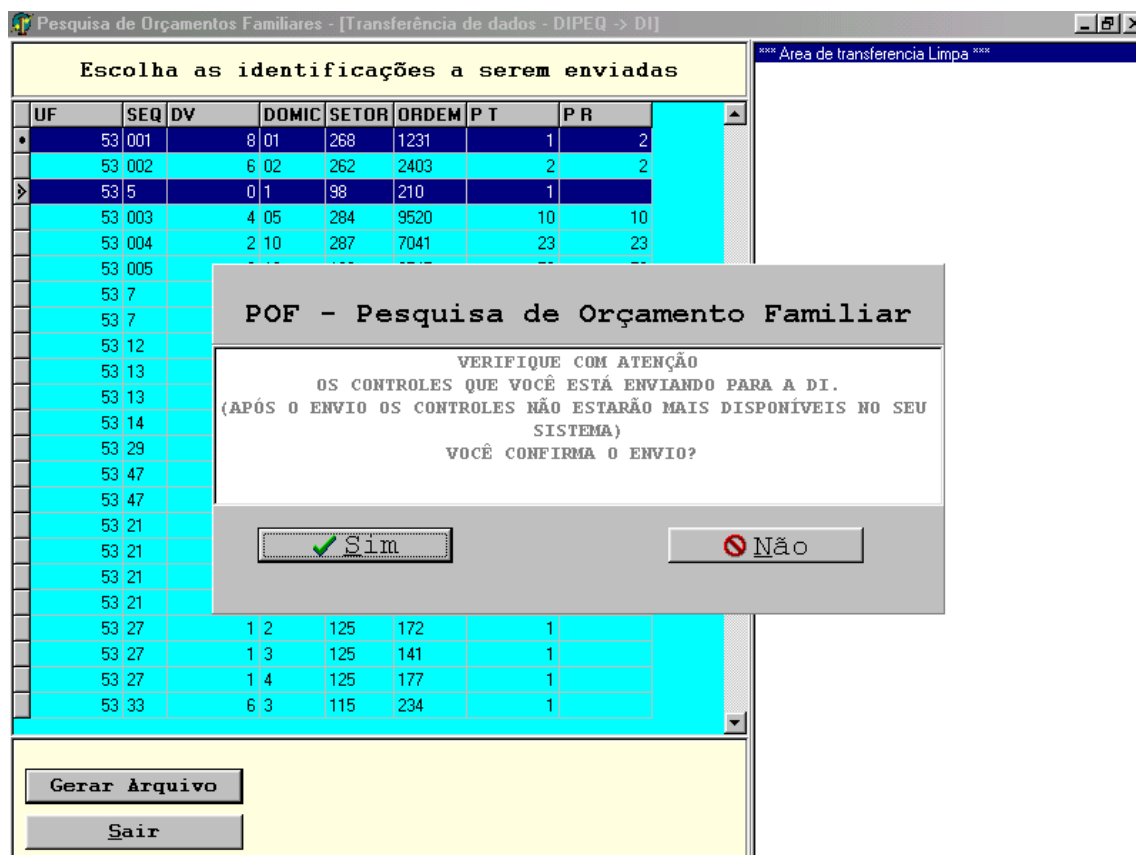 Pesquisa de Orçamentos Familiares - [Transferência de dados - DIPEQ -> DI]
Escolha as identificações a serem enviadas
*** Area de transferencia Limpa ***
UF SEQ DV DOMIC SETOR ORDEM P T P R
53 001 8 01 268 1231 1 2
53 002 6 02 262 2403 2 2
53 5 0 1 98 210 1
53 003 4 05 284 9520 10 10
53 004 2 10 287 7041 23 23
53 005
53 7
53 7
53 12
53 13
53 13
53 14
53 29
53 47
53 47
53 21
53 21
53 21
53 21
53 27 1 2 125 172 1
53 27 1 3 125 141 1
53 27 1 4 125 177 1
53 33 6 3 115 234 1
POF - Pesquisa de Orçamento Familiar
VERIFIQUE COM ATENÇÃO
OS CONTROLES QUE VOCÊ ESTÁ ENVIANDO PARA A DI.
(APÓS O ENVIO OS CONTROLES NÃO ESTARÃO MAIS DISPONÍVEIS NO SEU
SISTEMA)
VOCÊ CONFIRMA O ENVIO?
Sim
Não
Gerar Arquivo
Sair